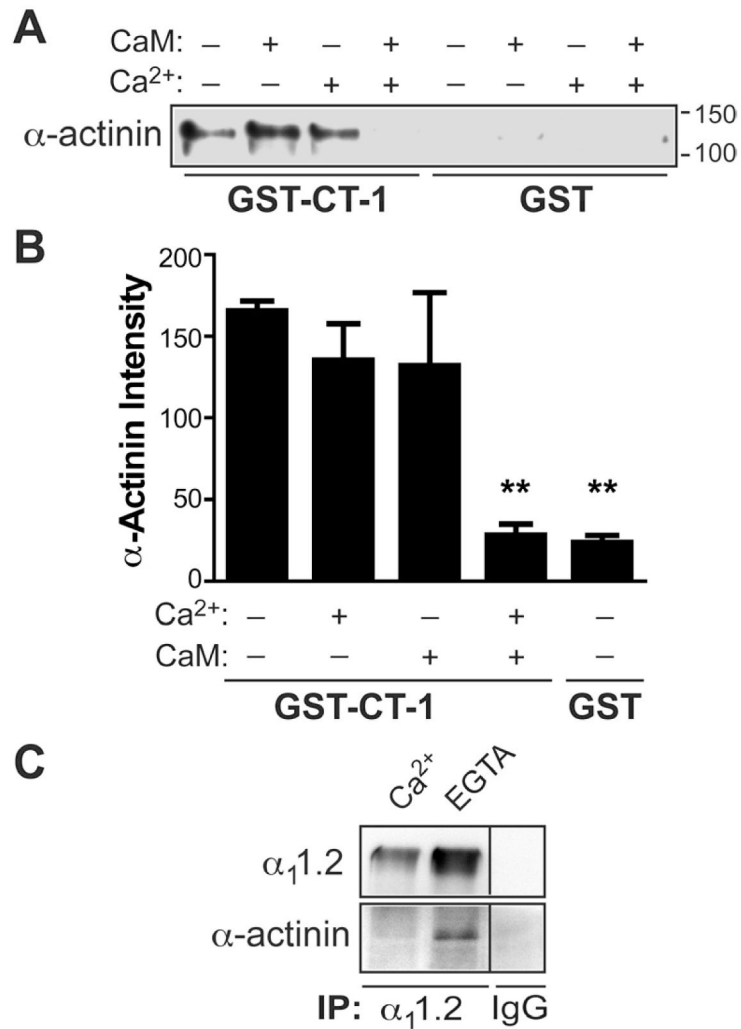 A
CaM: – + – + – + – +
Ca²⁺: – – + + – – + +
α-actinin
-150
-100
GST-CT-1 GST
B
α-Actinin Intensity
200
150
100
50
0
** **
Ca²⁺: – + – + –
CaM: – – + + –
GST-CT-1 GST
C
Ca²⁺ EGTA
α₁1.2
α-actinin
IP: α₁1.2 IgG